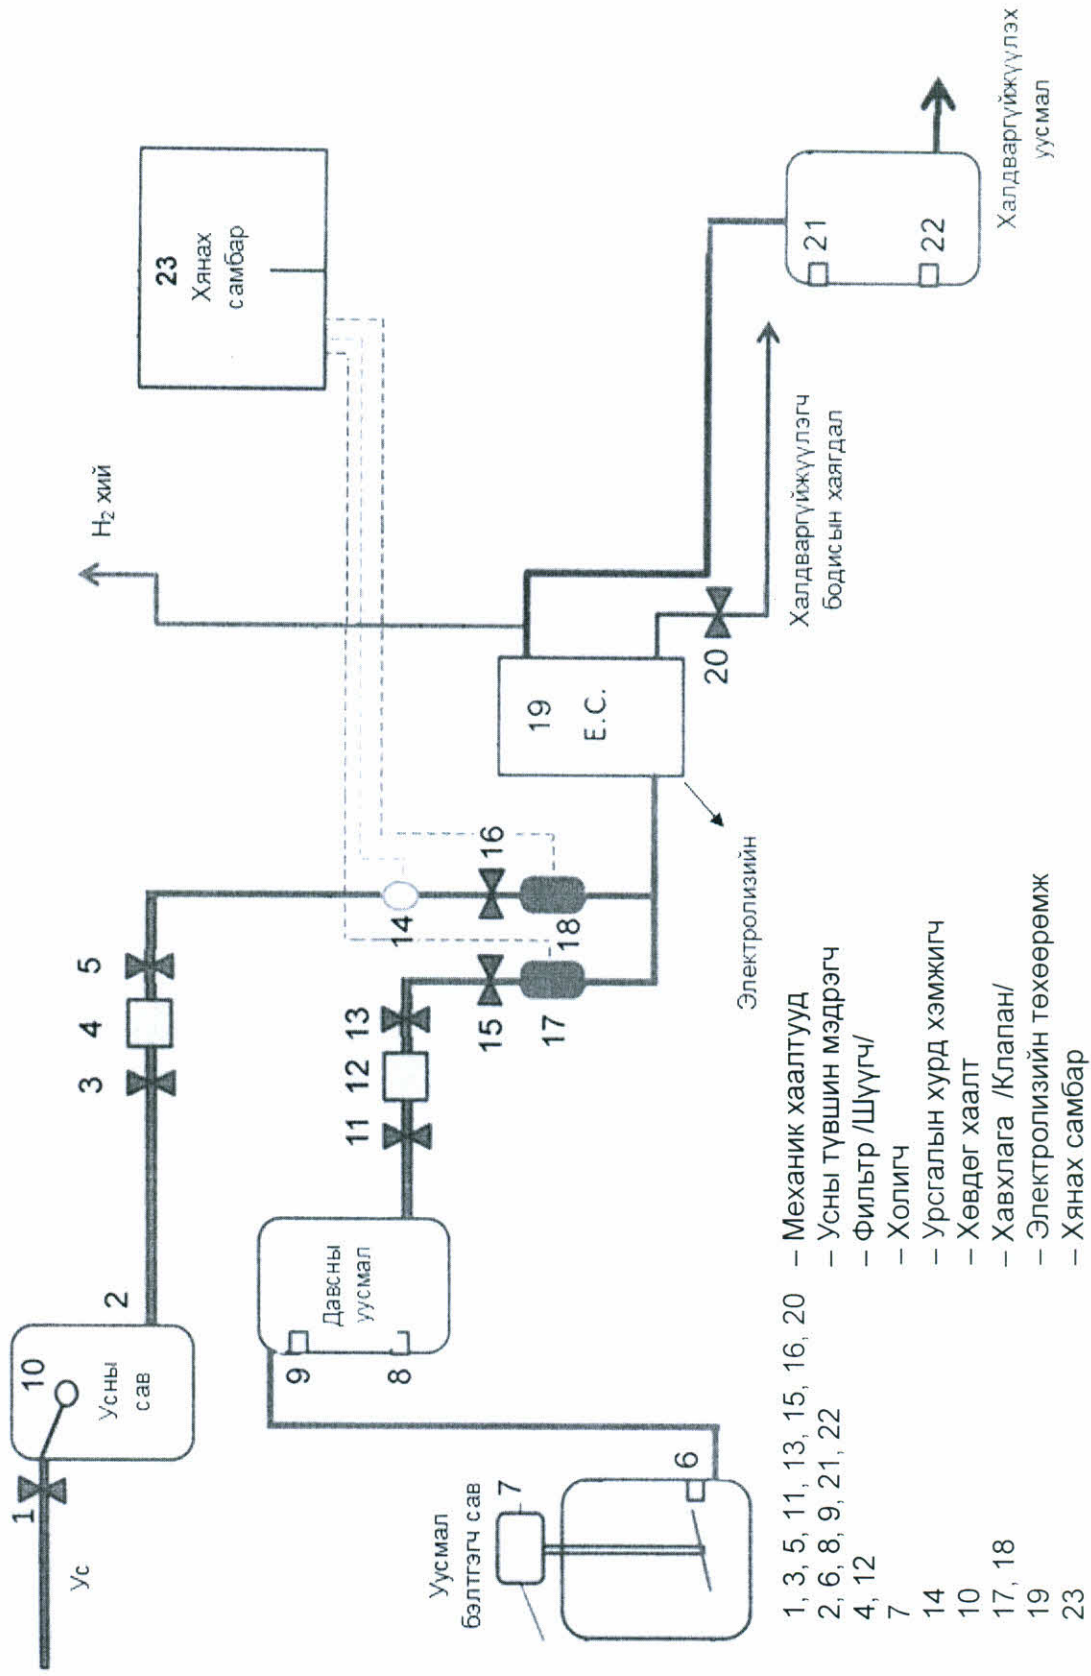 Ус
1
10
Усны
сав
2
3
4
5
H₂ хий
23
Хянах
самбар
9
8
Давсны
уусмал
11
12
13
14
15
16
17
18
19
E.C.
20
Электролизийн
Халдваргүйжүүлэгч
бодисын хаягдал
21
22
Халдваргүйжүүлэх
уусмал
Уусмал
бэлтгэгч сав
7
6
1, 3, 5, 11, 13, 15, 16, 20 – Механик хаалтууд
2, 6, 8, 9, 21, 22 – Усны түвшин мэдрэгч
4, 12 – Фильтр /Шүүгч/
7 – Холигч
14 – Урсгалын хурд хэмжигч
10 – Хөвдөг хаалт
17, 18 – Хавхлага /Клапан/
19 – Электролизийн төхөөрөмж
23 – Хянах самбар